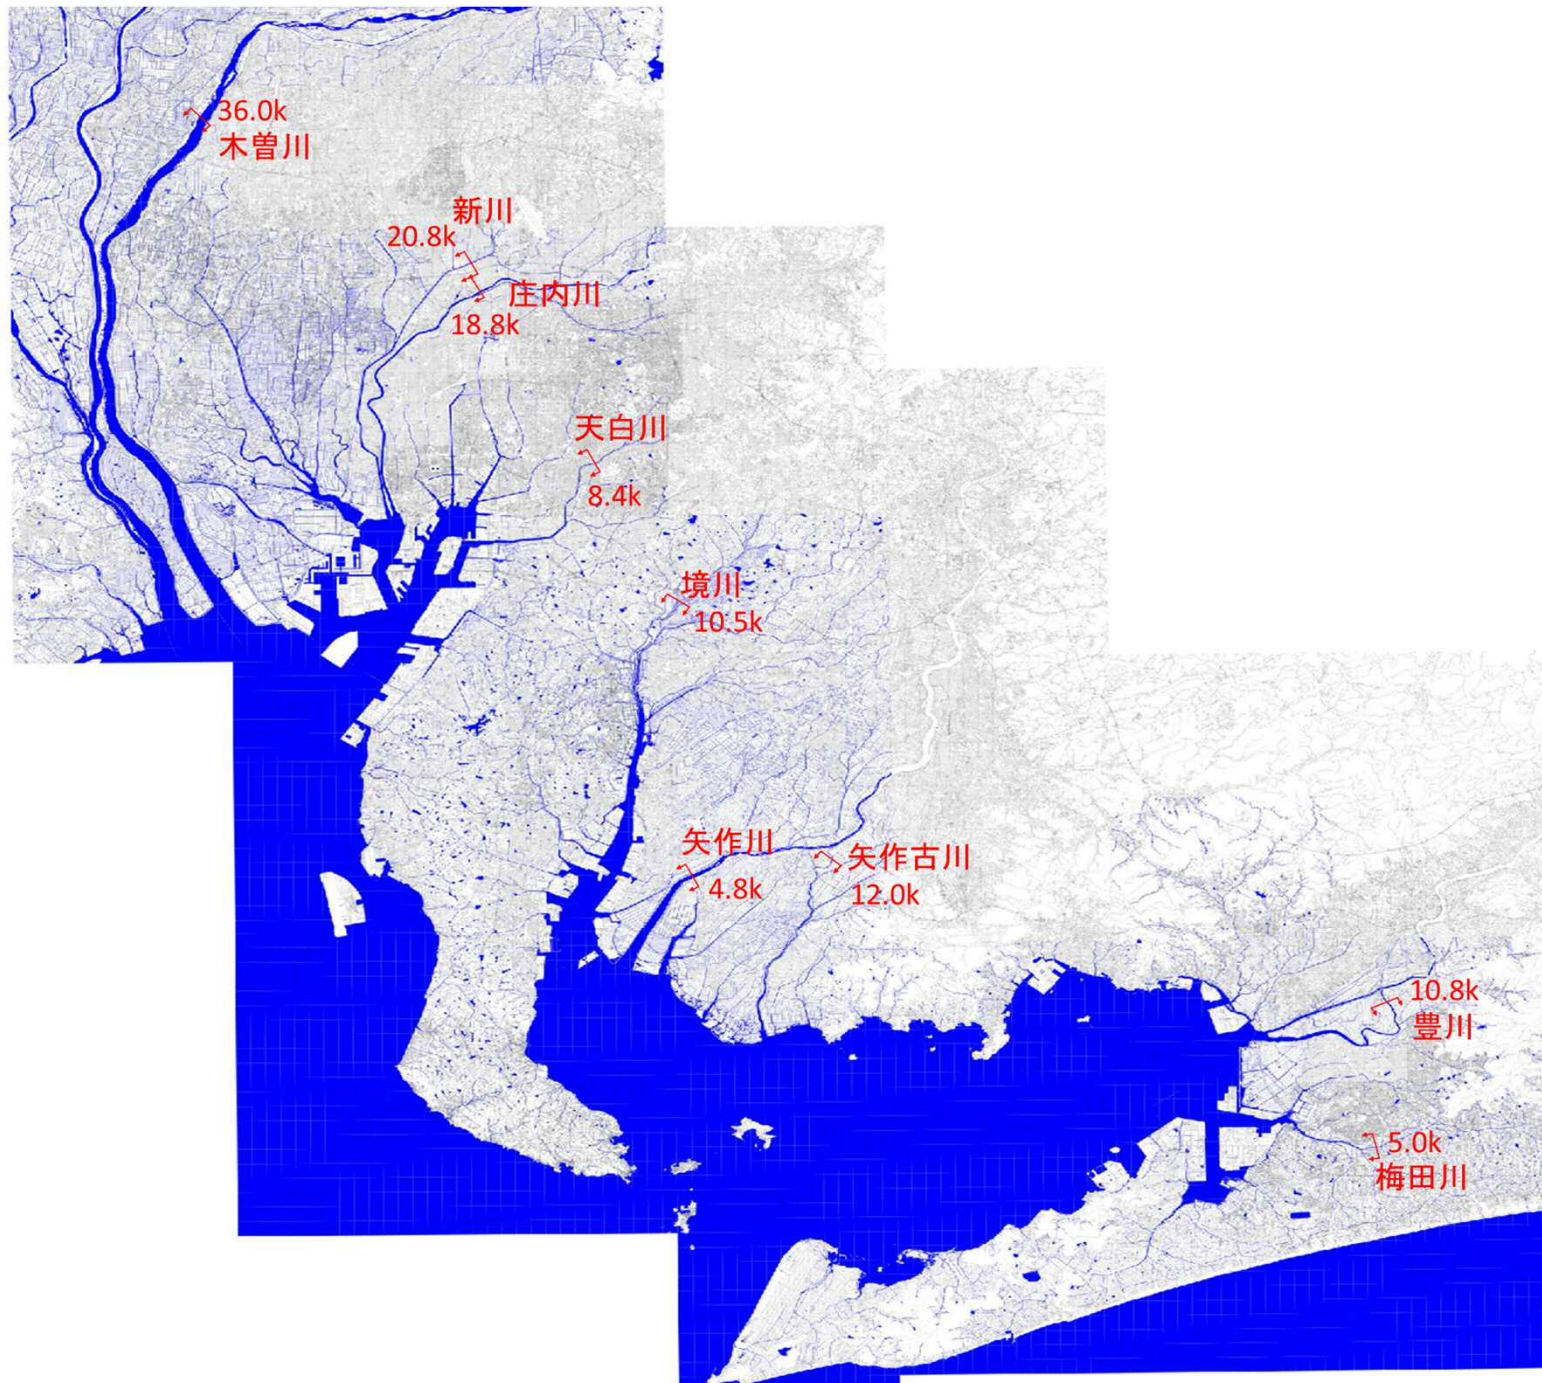 36.0k
木曽川
新川
20.8k
庄内川
18.8k
天白川
8.4k
境川
10.5k
矢作川
4.8k
矢作古川
12.0k
10.8k
豊川
5.0k
梅田川